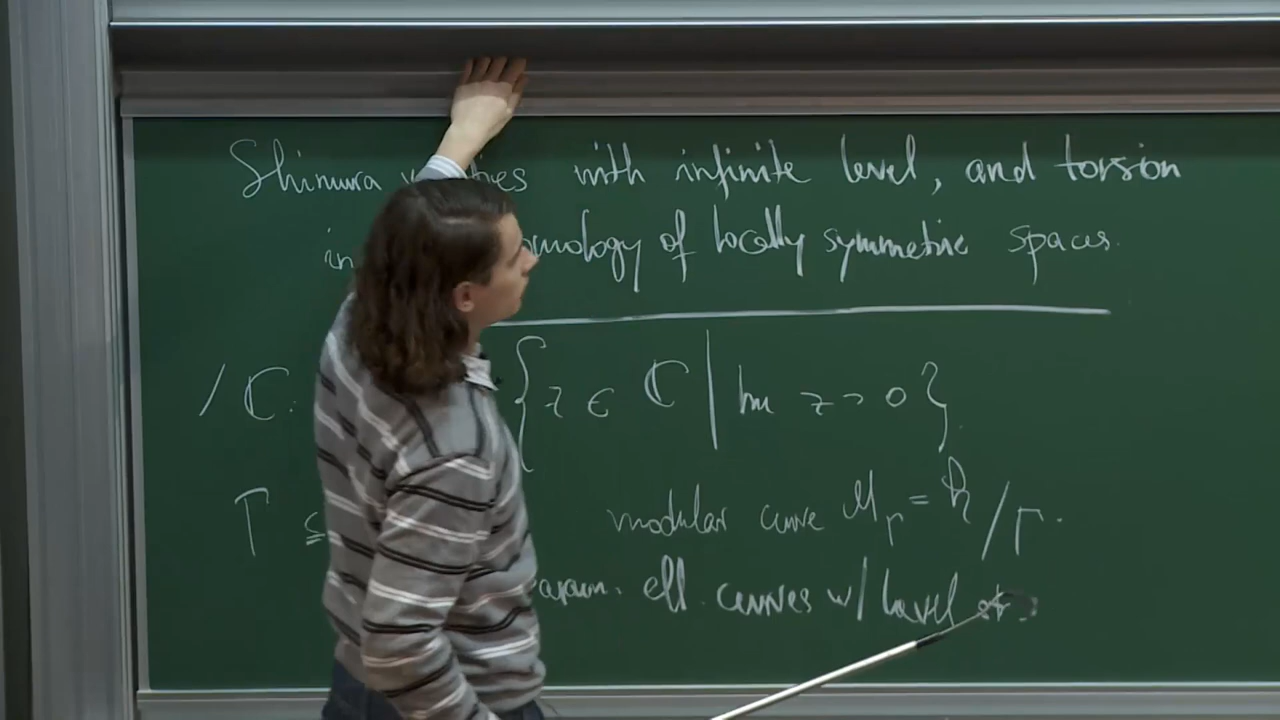 Shimura with infinite level, and torsion
in of locally symmetric spaces.
/ ℂ: { z ∈ ℂ | Im z > 0 }.
Γ ⊆ modular curve M_Γ = ℋ / Γ.
param. ell. curves w/ level str